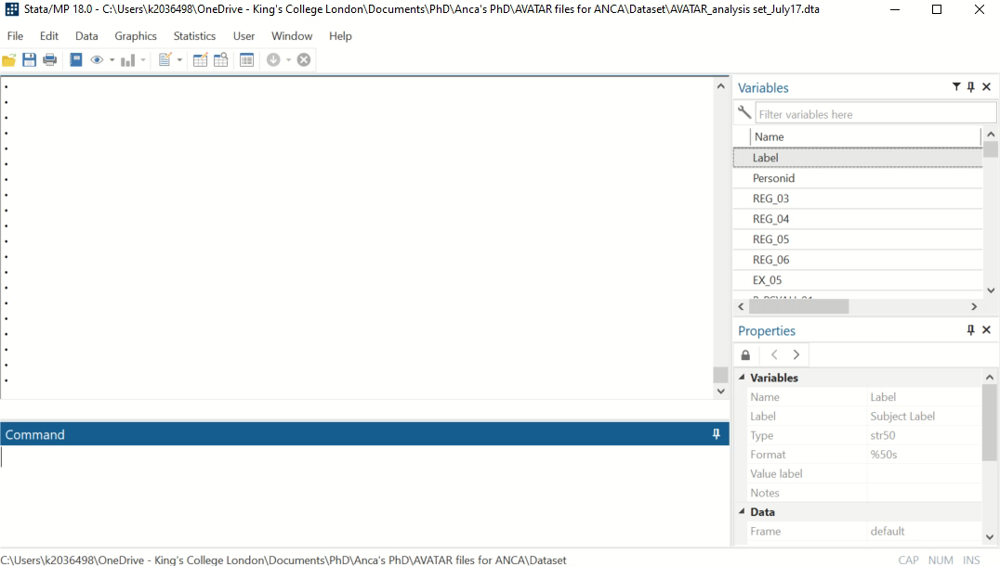 Stata/MP 18.0 - C:\Users\k2036498\OneDrive - King's College London\Documents\PhD\Anca's PhD\AVATAR files for ANCA\Dataset\AVATAR_analysis set_July17.dta
File Edit Data Graphics Statistics User Window Help
Variables
Filter variables here
Name
Label
Personid
REG_03
REG_04
REG_05
REG_06
EX_05
Properties
Variables
Name Label
Label Subject Label
Type str50
Format %50s
Value label
Notes
Data
Frame default
Command
C:\Users\k2036498\OneDrive - King's College London\Documents\PhD\Anca's PhD\AVATAR files for ANCA\Dataset
CAP NUM INS